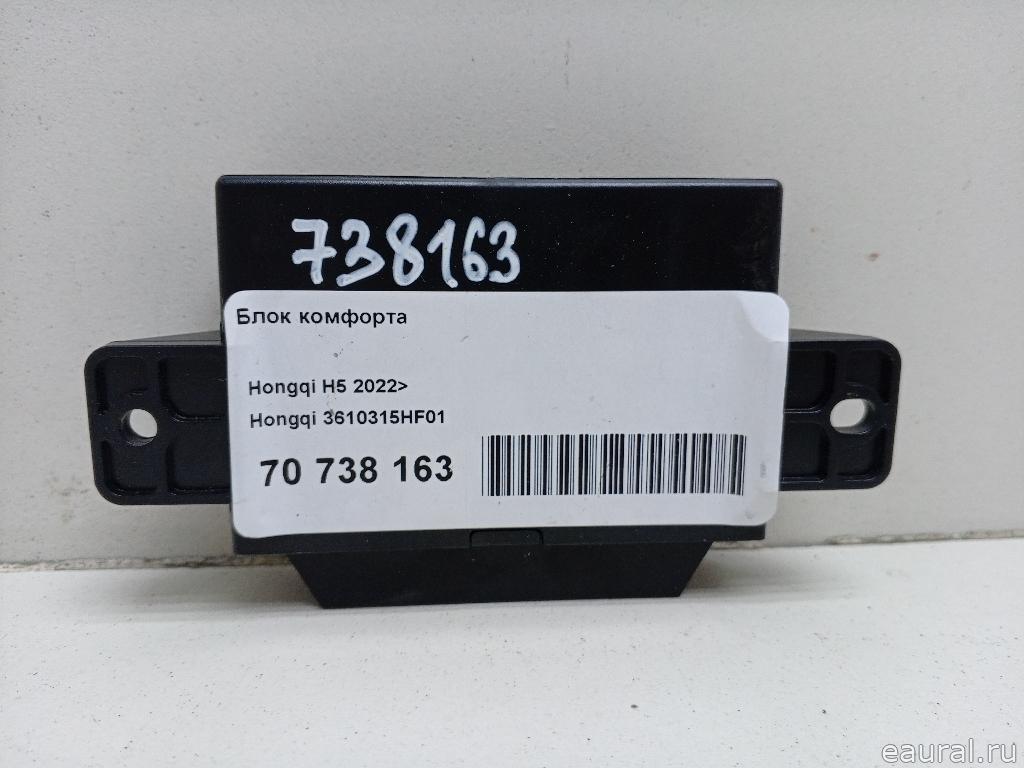 738163
Блок комфорта
Hongqi H5 2022>
Hongqi 3610315HF01
70 738 163
eaural.ru